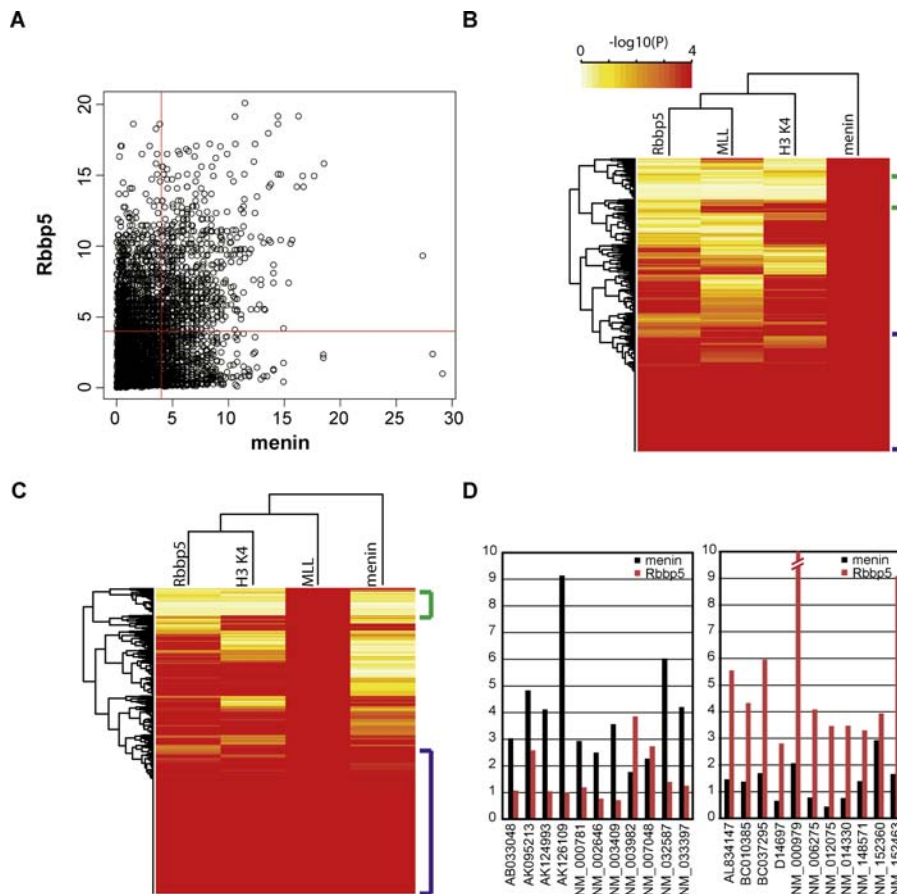 A
Rbbp5
0
5
10
15
20
0
5
10
15
20
25
30
menin
B
-log10(P)
0
4
Rbbp5
MLL
H3 K4
menin
C
Rbbp5
H3 K4
MLL
menin
D
10
9
8
7
6
5
4
3
2
1
0
menin
Rbbp5
AB033048
AK095213
AK124993
AK126109
NM_000781
NM_002646
NM_003409
NM_003982
NM_007048
NM_032587
NM_033397
10
9
8
7
6
5
4
3
2
1
0
menin
Rbbp5
AL834147
BC010385
BC037295
D14697
NM_000979
NM_006275
NM_012075
NM_014330
NM_148571
NM_152360
NM_152463